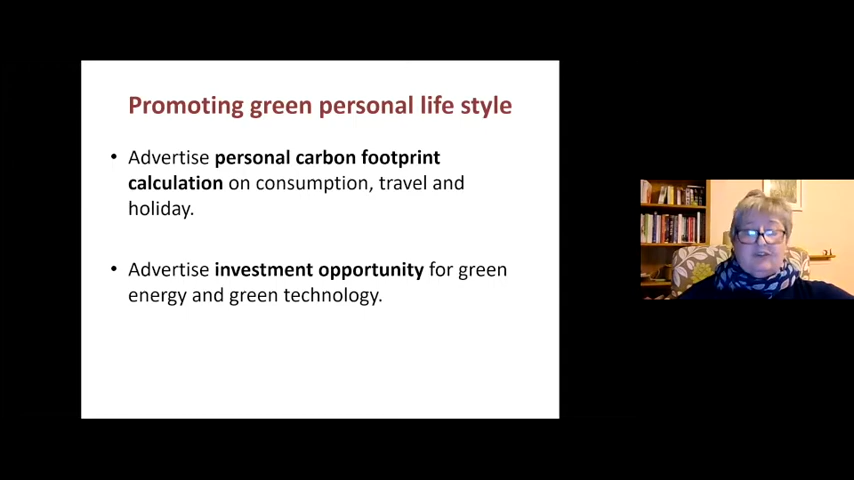 Promoting green personal life style
• Advertise personal carbon footprint
calculation on consumption, travel and
holiday.
• Advertise investment opportunity for green
energy and green technology.